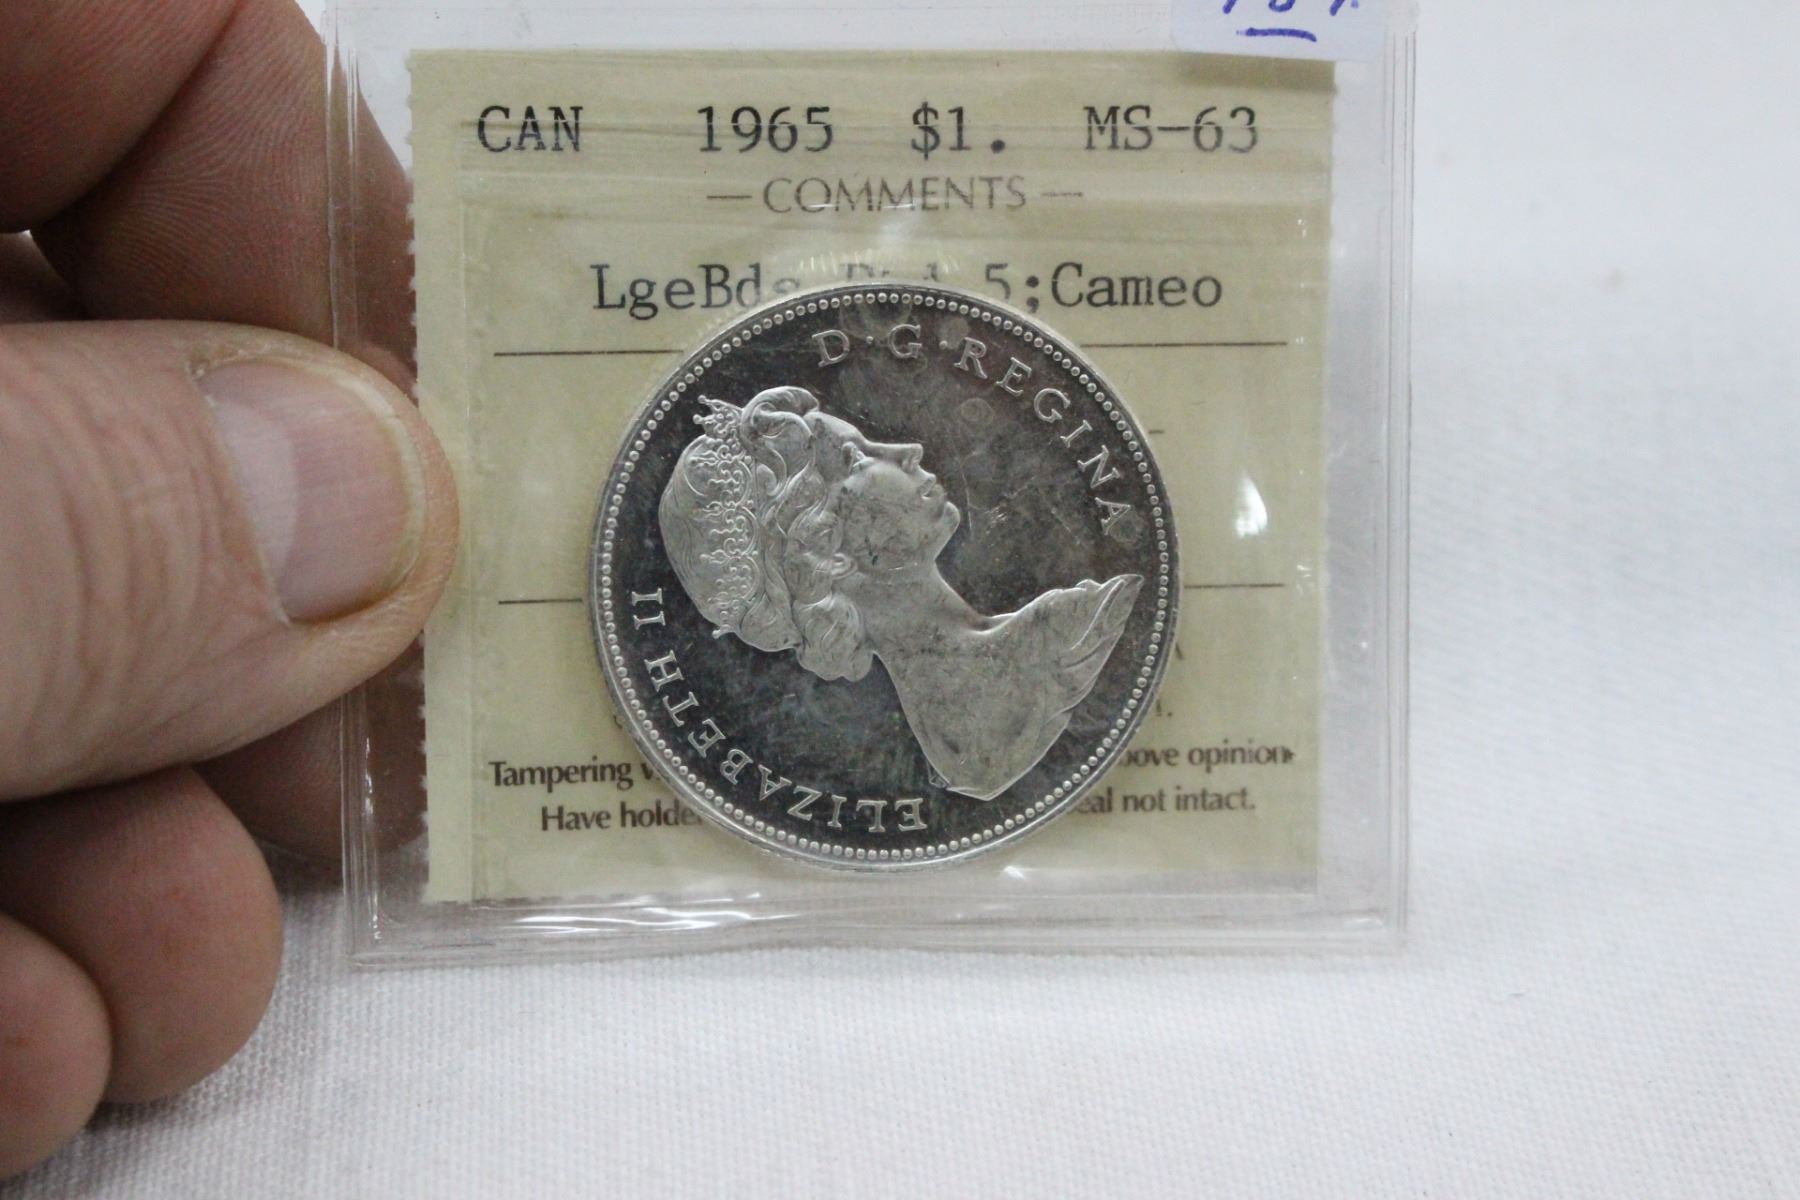 CAN 1965 $1. MS-63
— COMMENTS —
LgeBds 5;Cameo
D·G·REGINA
ELIZABETH II
Tampering ove opinion
Have holde eal not intact.